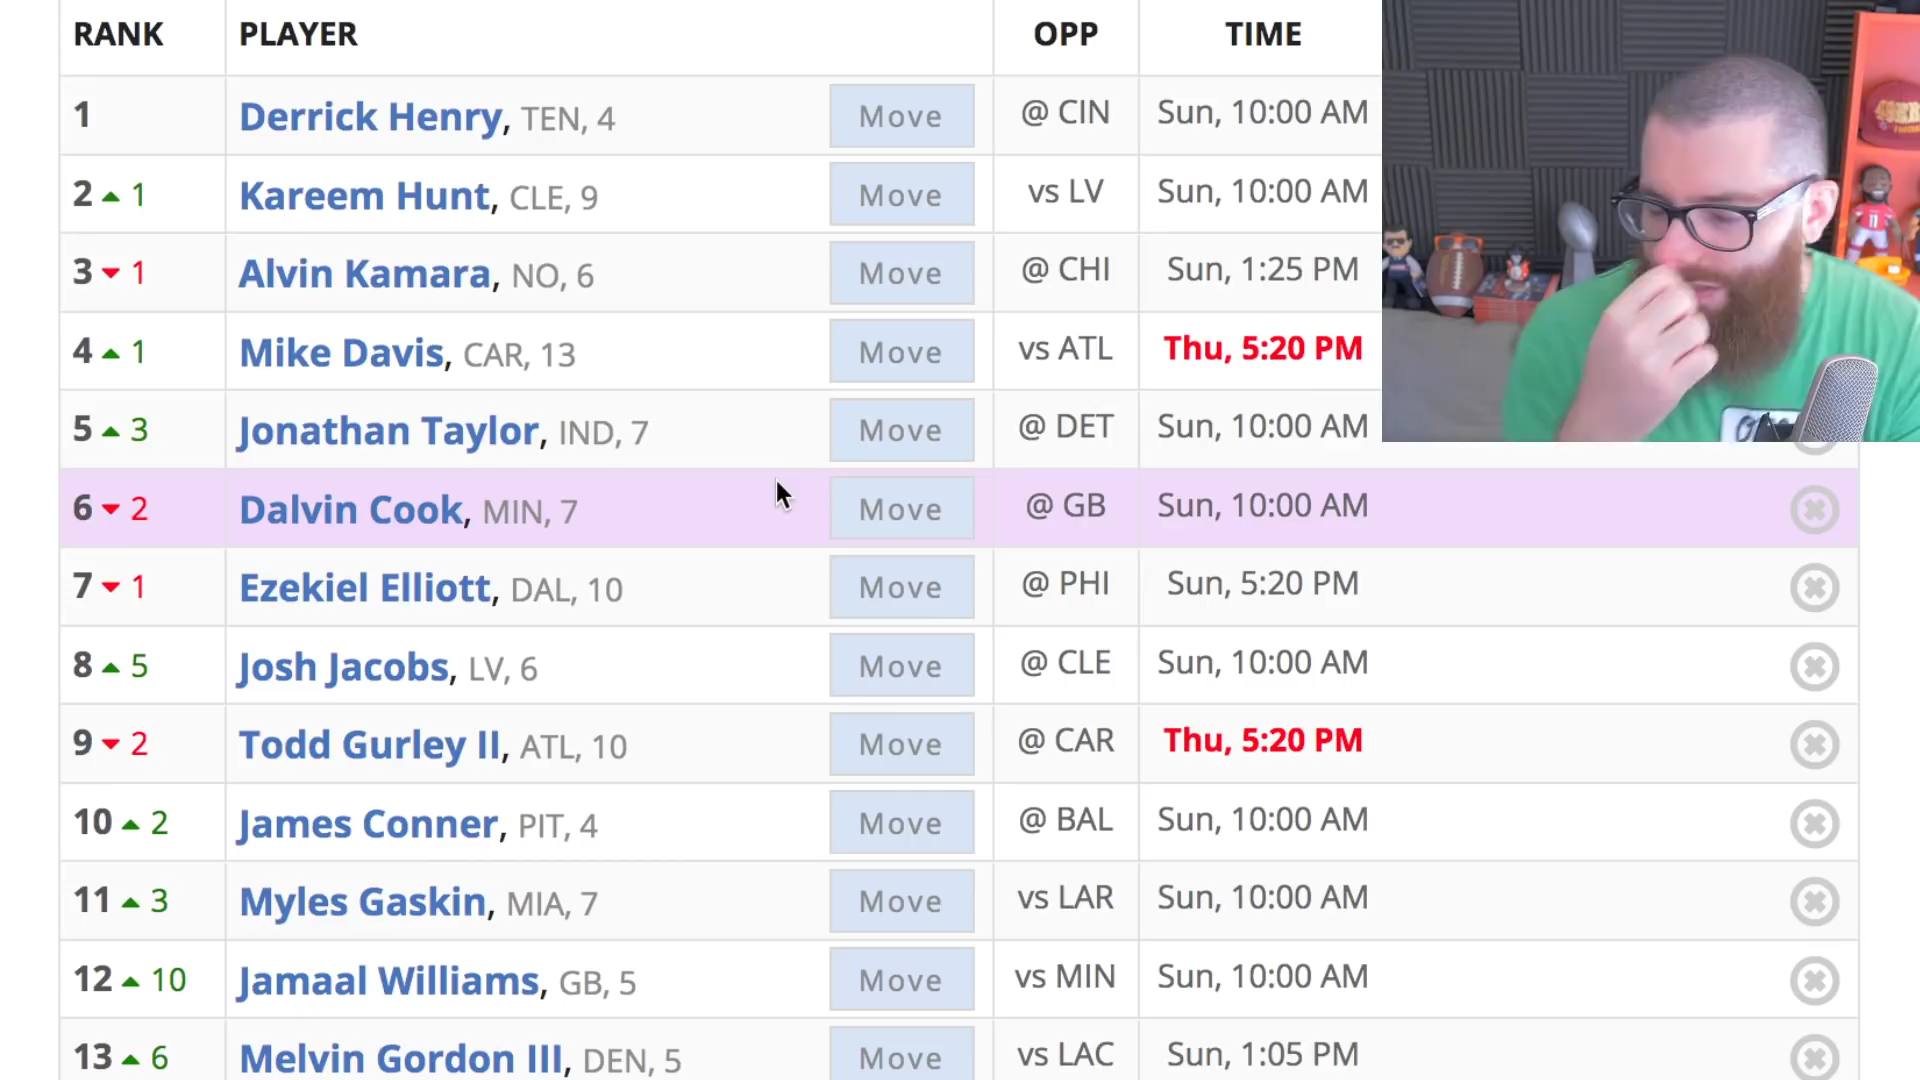 RANK PLAYER OPP TIME
1 Derrick Henry, TEN, 4 Move @ CIN Sun, 10:00 AM
2 ▲ 1 Kareem Hunt, CLE, 9 Move vs LV Sun, 10:00 AM
3 ▼ 1 Alvin Kamara, NO, 6 Move @ CHI Sun, 1:25 PM
4 ▲ 1 Mike Davis, CAR, 13 Move vs ATL Thu, 5:20 PM
5 ▲ 3 Jonathan Taylor, IND, 7 Move @ DET Sun, 10:00 AM
6 ▼ 2 Dalvin Cook, MIN, 7 Move @ GB Sun, 10:00 AM
7 ▼ 1 Ezekiel Elliott, DAL, 10 Move @ PHI Sun, 5:20 PM
8 ▲ 5 Josh Jacobs, LV, 6 Move @ CLE Sun, 10:00 AM
9 ▼ 2 Todd Gurley II, ATL, 10 Move @ CAR Thu, 5:20 PM
10 ▲ 2 James Conner, PIT, 4 Move @ BAL Sun, 10:00 AM
11 ▲ 3 Myles Gaskin, MIA, 7 Move vs LAR Sun, 10:00 AM
12 ▲ 10 Jamaal Williams, GB, 5 Move vs MIN Sun, 10:00 AM
13 ▲ 6 Melvin Gordon III, DEN, 5 Move vs LAC Sun, 1:05 PM